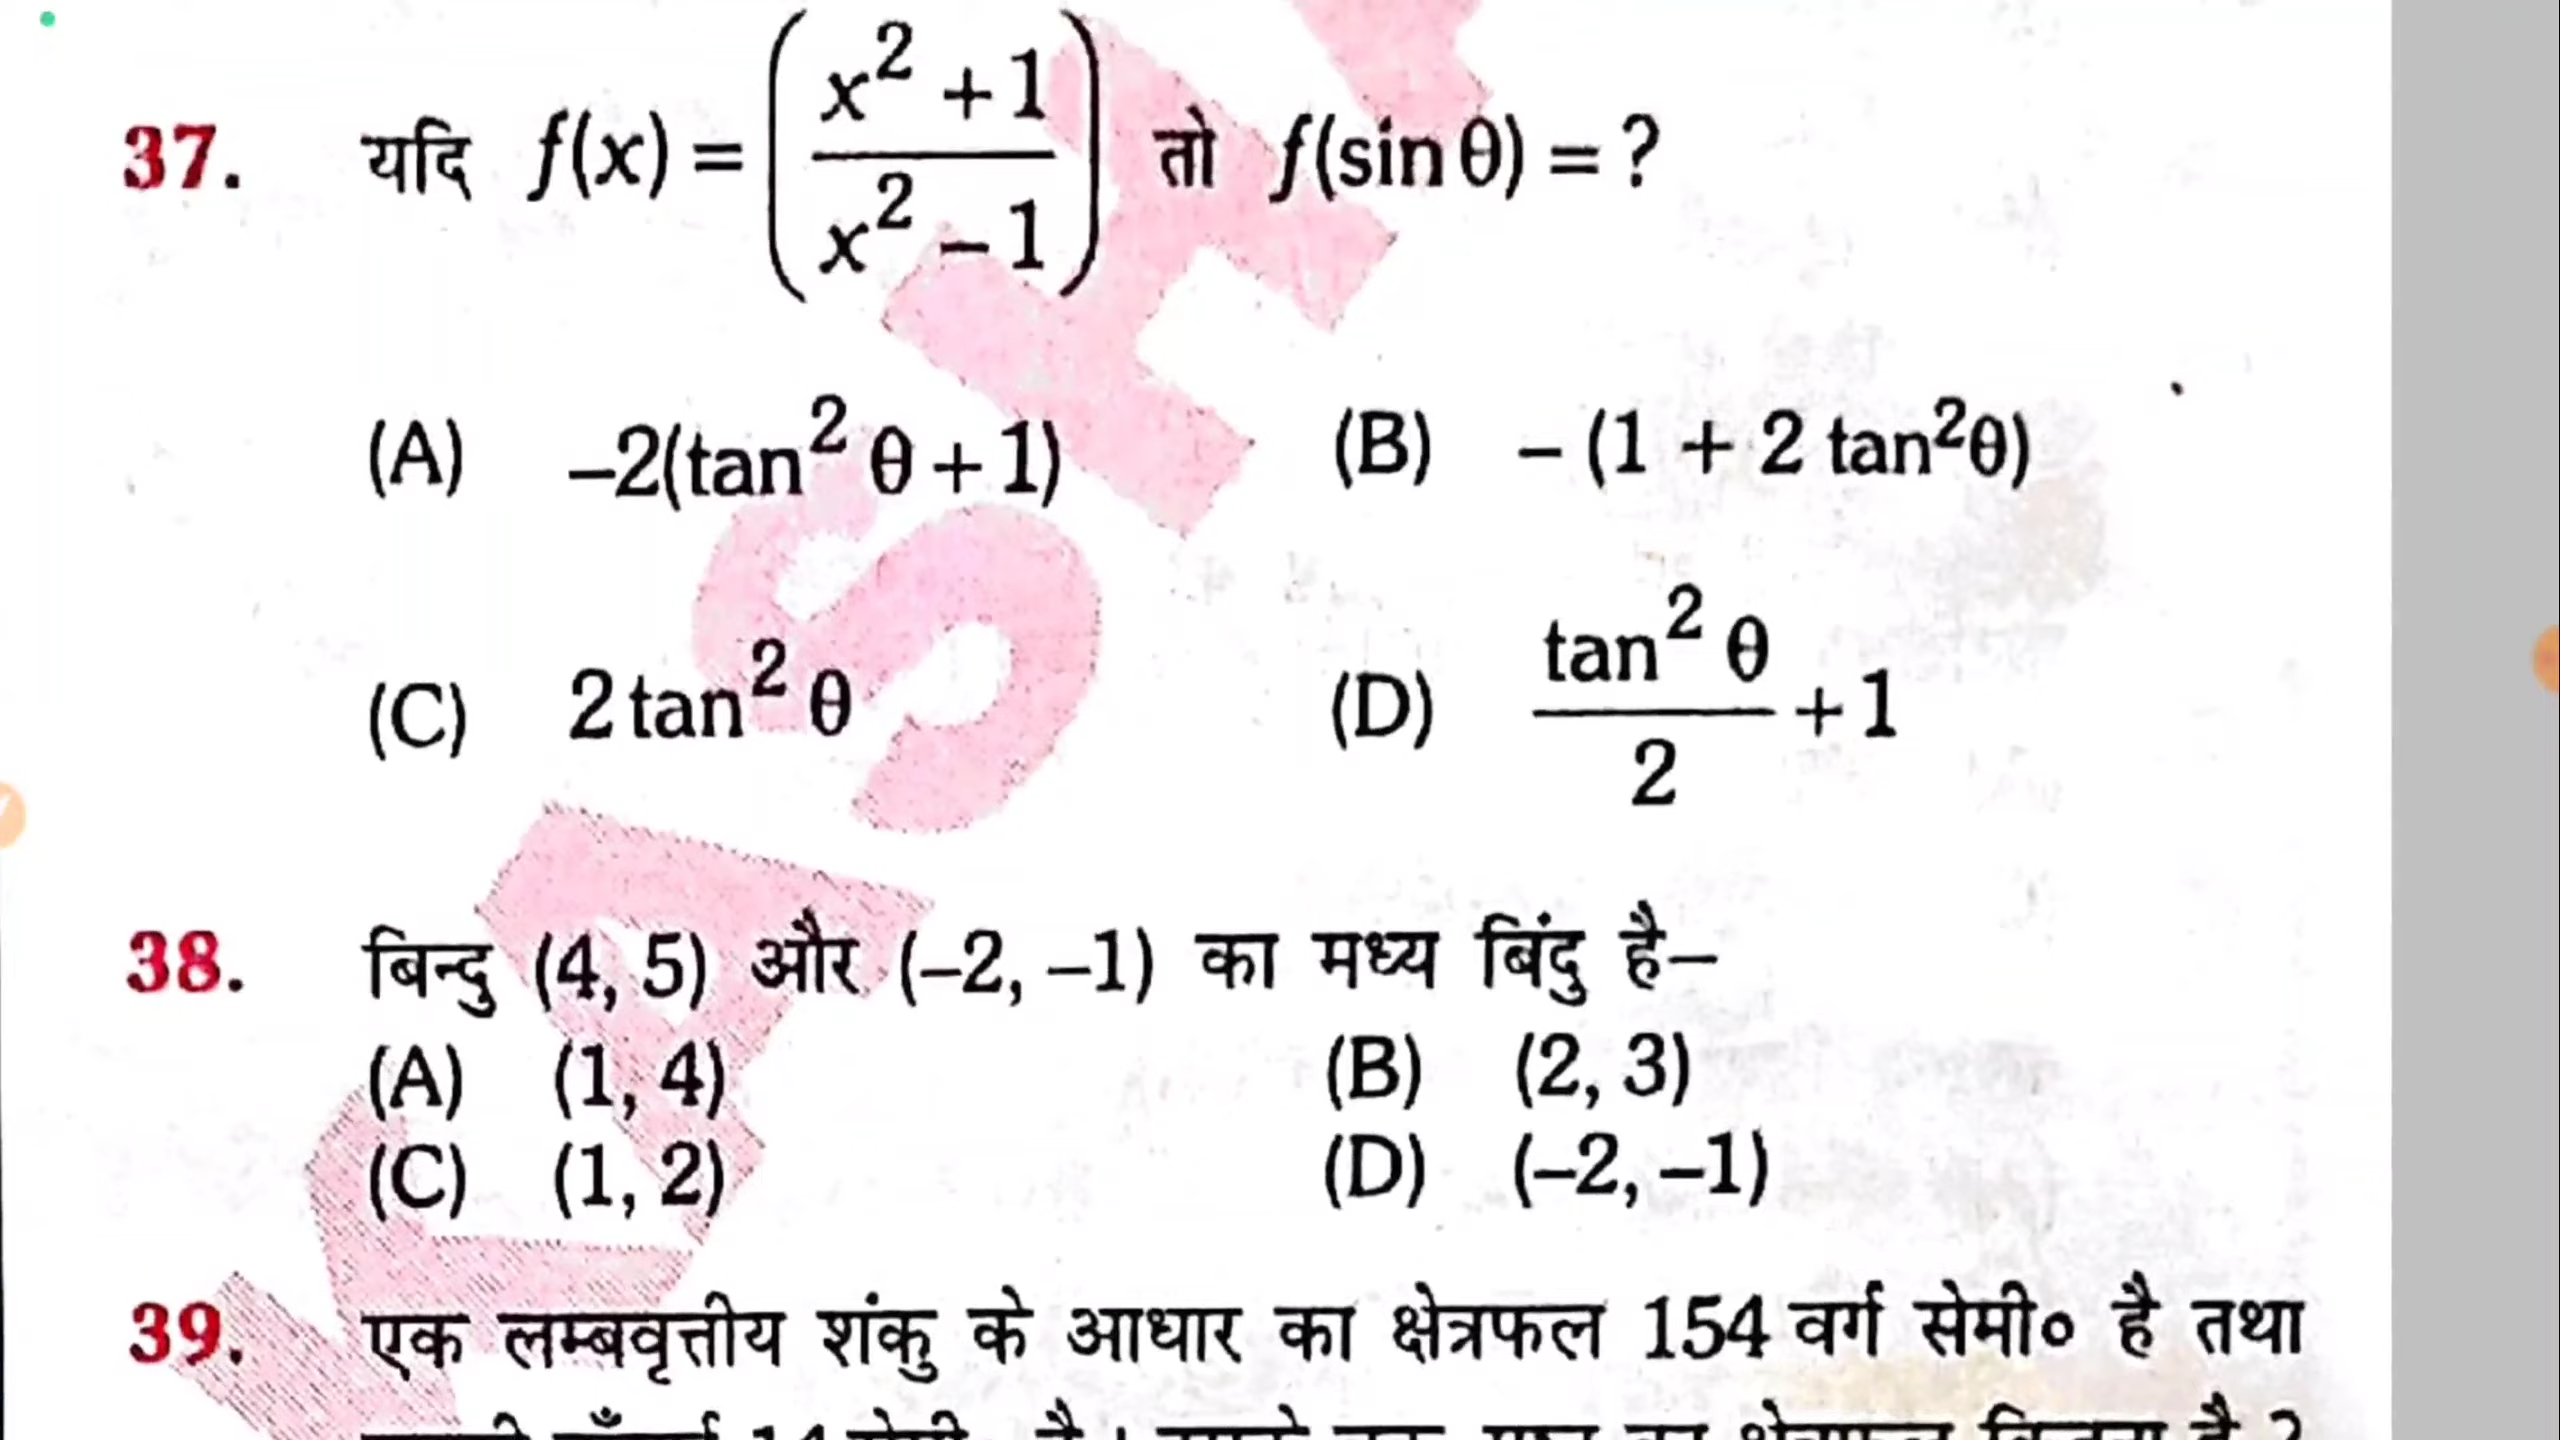 37. यदि f(x) = (x² + 1 / x² – 1) तो f(sin θ) = ?
(A) –2(tan² θ + 1) (B) – (1 + 2 tan²θ)
(C) 2 tan² θ (D) tan² θ / 2 + 1
38. बिन्दु (4, 5) और (–2, –1) का मध्य बिंदु है–
(A) (1, 4) (B) (2, 3)
(C) (1, 2) (D) (–2, –1)
39. एक लम्बवृत्तीय शंकु के आधार का क्षेत्रफल 154 वर्ग सेमी० है तथा